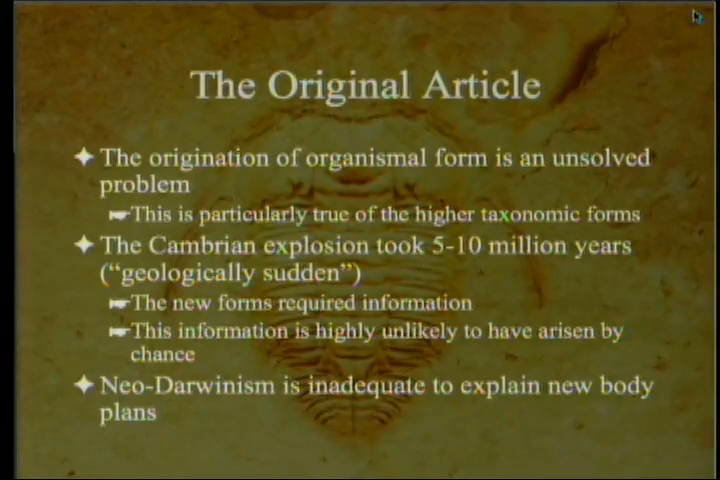 The Original Article
The origination of organismal form is an unsolved
problem
This is particularly true of the higher taxonomic forms
The Cambrian explosion took 5-10 million years
(“geologically sudden”)
The new forms required information
This information is highly unlikely to have arisen by
chance
Neo-Darwinism is inadequate to explain new body
plans